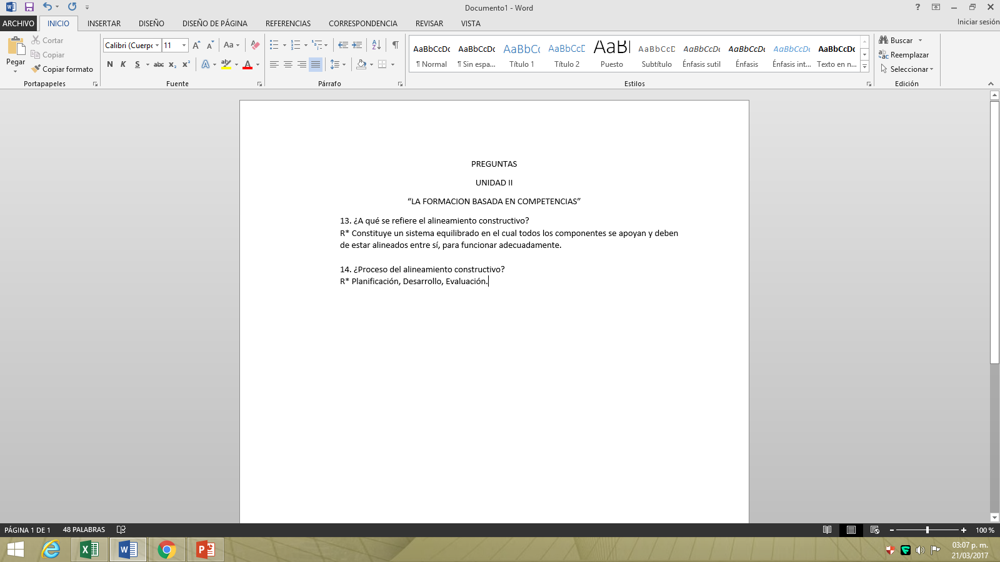 Documento1 - Word
Iniciar sesión
ARCHIVO INICIO INSERTAR DISEÑO DISEÑO DE PÁGINA REFERENCIAS CORRESPONDENCIA REVISAR VISTA
Pegar
Cortar
Copiar
Copiar formato
Portapapeles
Calibri (Cuerpo 11
N K S abc x₂ x²
Fuente
Párrafo
AaBbCcDc AaBbCcDc AaBbCc AaBbCcD AaB AaBbCcD AaBbCcDc AaBbCcDc AaBbCcDc AaBbCcDc
¶ Normal ¶ Sin espa... Título 1 Título 2 Puesto Subtítulo Énfasis sutil Énfasis Énfasis int... Texto en n...
Estilos
Buscar
Reemplazar
Seleccionar
Edición
PREGUNTAS
UNIDAD II
“LA FORMACION BASADA EN COMPETENCIAS”
13. ¿A qué se refiere el alineamiento constructivo?
R* Constituye un sistema equilibrado en el cual todos los componentes se apoyan y deben
de estar alineados entre sí, para funcionar adecuadamente.
14. ¿Proceso del alineamiento constructivo?
R* Planificación, Desarrollo, Evaluación.
PÁGINA 1 DE 1 48 PALABRAS
100 %
03:07 p. m.
21/03/2017